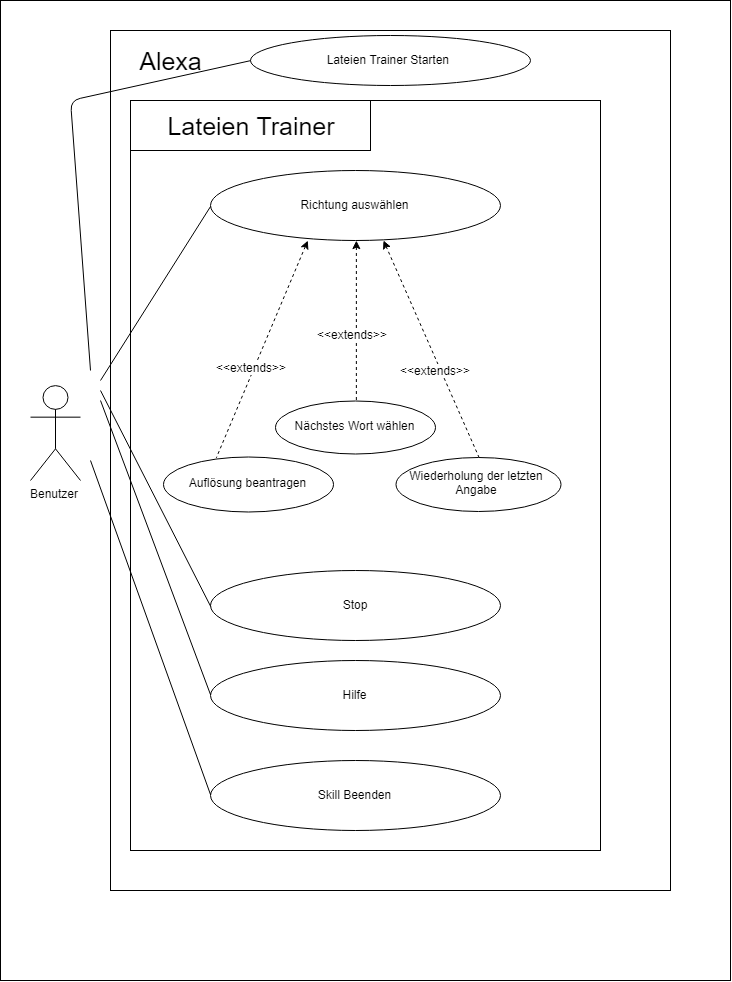 Alexa
Lateien Trainer Starten
Lateien Trainer
Richtung auswählen
<<extends>>
<<extends>>
<<extends>>
Nächstes Wort wählen
Auflösung beantragen
Wiederholung der letzten
Angabe
Benutzer
Stop
Hilfe
Skill Beenden